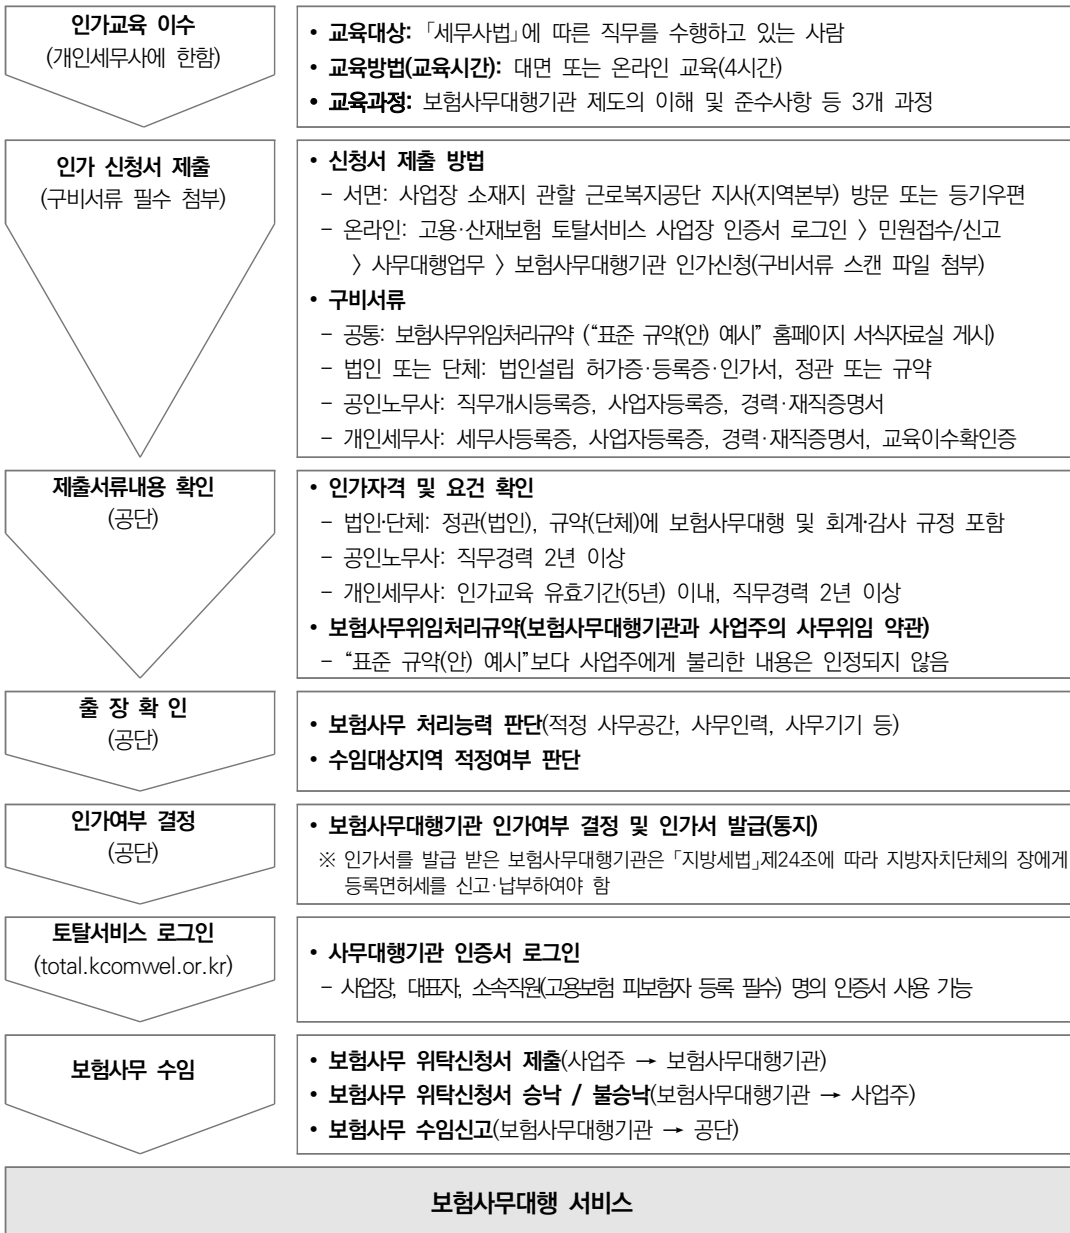 인가교육 이수
(개인세무사에 한함)
• 교육대상: 「세무사법」에 따른 직무를 수행하고 있는 사람
• 교육방법(교육시간): 대면 또는 온라인 교육(4시간)
• 교육과정: 보험사무대행기관 제도의 이해 및 준수사항 등 3개 과정
인가 신청서 제출
(구비서류 필수 첨부)
• 신청서 제출 방법
- 서면: 사업장 소재지 관할 근로복지공단 지사(지역본부) 방문 또는 등기우편
- 온라인: 고용·산재보험 토탈서비스 사업장 인증서 로그인 > 민원접수/신고
> 사무대행업무 > 보험사무대행기관 인가신청(구비서류 스캔 파일 첨부)
• 구비서류
- 공통: 보험사무위임처리규약 (“표준 규약(안) 예시” 홈페이지 서식자료실 게시)
- 법인 또는 단체: 법인설립 허가증·등록증·인가서, 정관 또는 규약
- 공인노무사: 직무개시등록증, 사업자등록증, 경력·재직증명서
- 개인세무사: 세무사등록증, 사업자등록증, 경력·재직증명서, 교육이수확인증
제출서류내용 확인
(공단)
• 인가자격 및 요건 확인
- 법인·단체: 정관(법인), 규약(단체)에 보험사무대행 및 회계·감사 규정 포함
- 공인노무사: 직무경력 2년 이상
- 개인세무사: 인가교육 유효기간(5년) 이내, 직무경력 2년 이상
• 보험사무위임처리규약(보험사무대행기관과 사업주의 사무위임 약관)
- “표준 규약(안) 예시”보다 사업주에게 불리한 내용은 인정되지 않음
출 장 확 인
(공단)
• 보험사무 처리능력 판단(적정 사무공간, 사무인력, 사무기기 등)
• 수임대상지역 적정여부 판단
인가여부 결정
(공단)
• 보험사무대행기관 인가여부 결정 및 인가서 발급(통지)
※ 인가서를 발급 받은 보험사무대행기관은 「지방세법」제24조에 따라 지방자치단체의 장에게
등록면허세를 신고·납부하여야 함
토탈서비스 로그인
(total.kcomwel.or.kr)
• 사무대행기관 인증서 로그인
- 사업장, 대표자, 소속직원(고용보험 피보험자 등록 필수) 명의 인증서 사용 가능
보험사무 수임
• 보험사무 위탁신청서 제출(사업주 → 보험사무대행기관)
• 보험사무 위탁신청서 승낙 / 불승낙(보험사무대행기관 → 사업주)
• 보험사무 수임신고(보험사무대행기관 → 공단)
보험사무대행 서비스